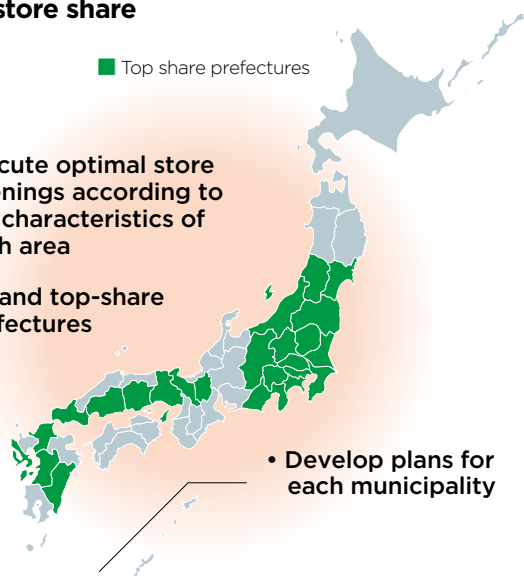 store share
Top share prefectures
cute optimal store
enings according to
characteristics of
h area
and top-share
fectures
• Develop plans for
each municipality